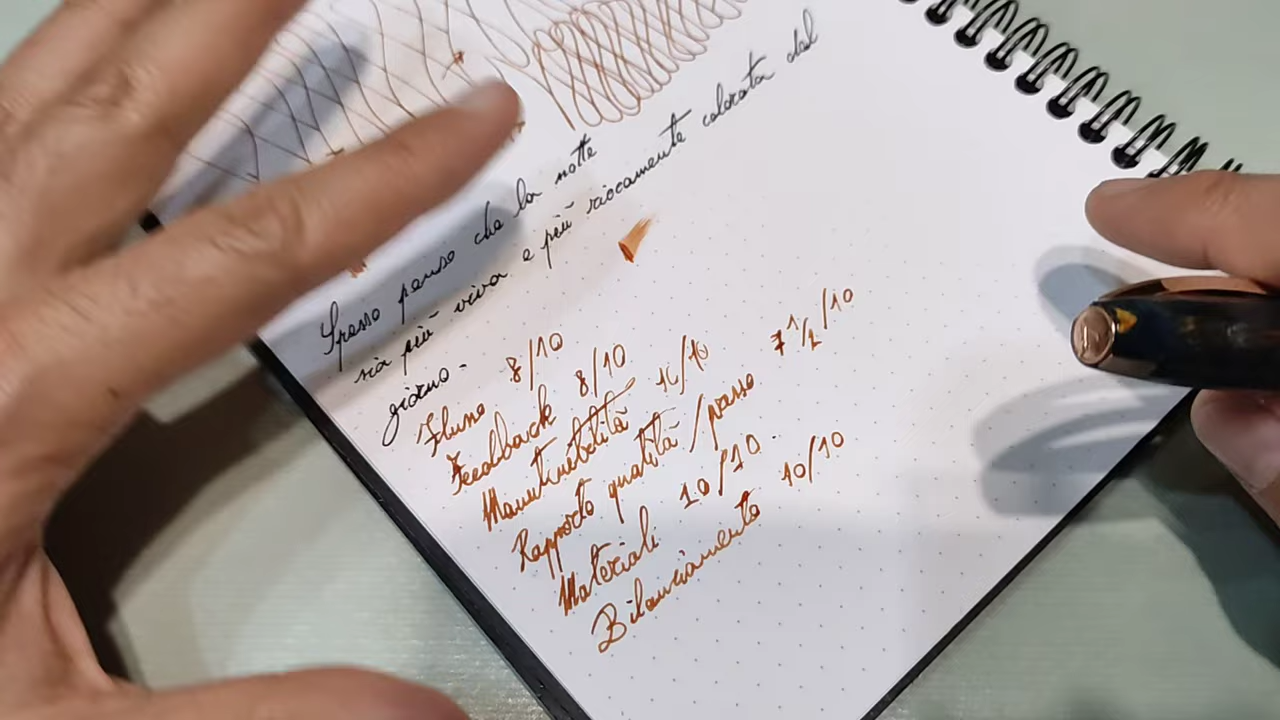 Spesso penso che la notte
sia più viva e più riccamente colorata del
giorno.
Flusso 8/10
Feedback 8/10
Manutinebilità 10/10
Rapporto qualità/prezzo 7 1/2/10
Materiali 10/10
Bilanciamento 10/10